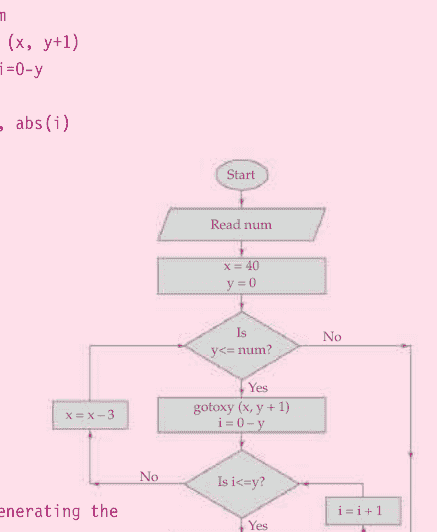 m
(x, y+1)
i=0-y
, abs(i)
Start
Read num
x = 40
y = 0
Is
y<= num?
No
Yes
x = x – 3
gotoxy (x, y + 1)
i = 0 – y
No
Is i<=y?
i = i + 1
enerating the
Yes